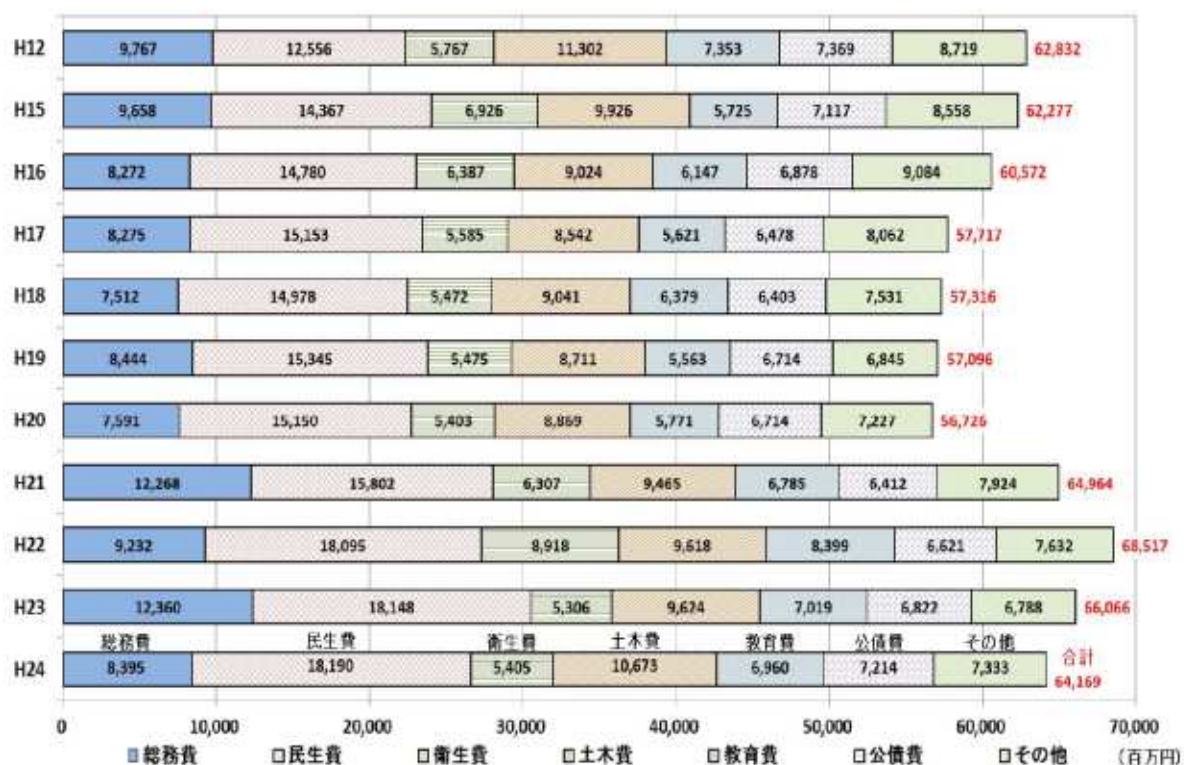 H12 9,767 12,556 5,767 11,302 7,353 7,369 8,719 62,832
H15 9,658 14,367 6,926 9,926 5,725 7,117 8,558 62,277
H16 8,272 14,780 6,387 9,024 6,147 6,878 9,084 60,572
H17 8,275 15,153 5,585 8,542 5,621 6,478 8,062 57,717
H18 7,512 14,978 5,472 9,041 6,379 6,403 7,531 57,316
H19 8,444 15,345 5,475 8,711 5,563 6,714 6,845 57,096
H20 7,591 15,150 5,403 8,869 5,771 6,714 7,227 56,726
H21 12,268 15,802 6,307 9,465 6,785 6,412 7,924 64,964
H22 9,232 18,095 8,918 9,618 8,399 6,621 7,632 68,517
H23 12,360 18,148 5,306 9,624 7,019 6,822 6,788 66,066
総務費 民生費 衛生費 土木費 教育費 公債費 その他 合計
H24 8,395 18,190 5,405 10,673 6,960 7,214 7,333 64,169
0 10,000 20,000 30,000 40,000 50,000 60,000 70,000
総務費 民生費 衛生費 土木費 教育費 公債費 その他 (百万円)